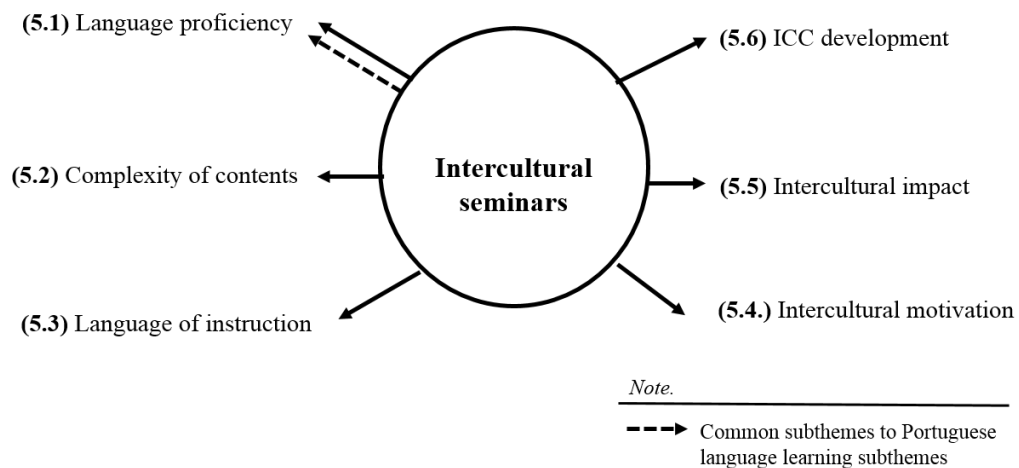 (5.1) Language proficiency
(5.6) ICC development
Intercultural
seminars
(5.2) Complexity of contents
(5.5) Intercultural impact
(5.3) Language of instruction
(5.4.) Intercultural motivation
Note.
Common subthemes to Portuguese
language learning subthemes